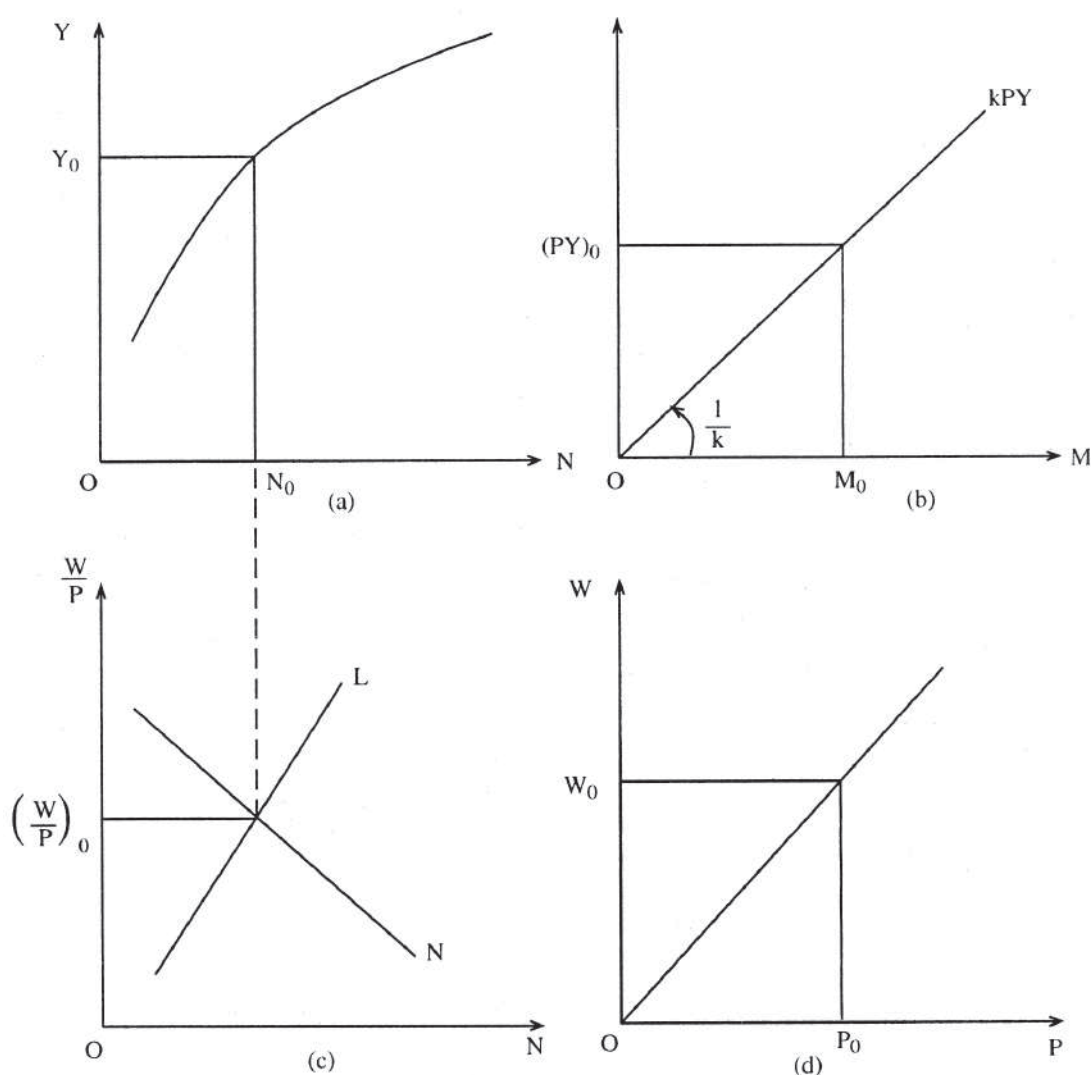 Y
Y₀
O
N₀
N
(a)
kPY
(PY)₀
1
k
O
M₀
M
(b)
W
P
L
(W/P)₀
N
O
N
(c)
W
W₀
O
P₀
P
(d)